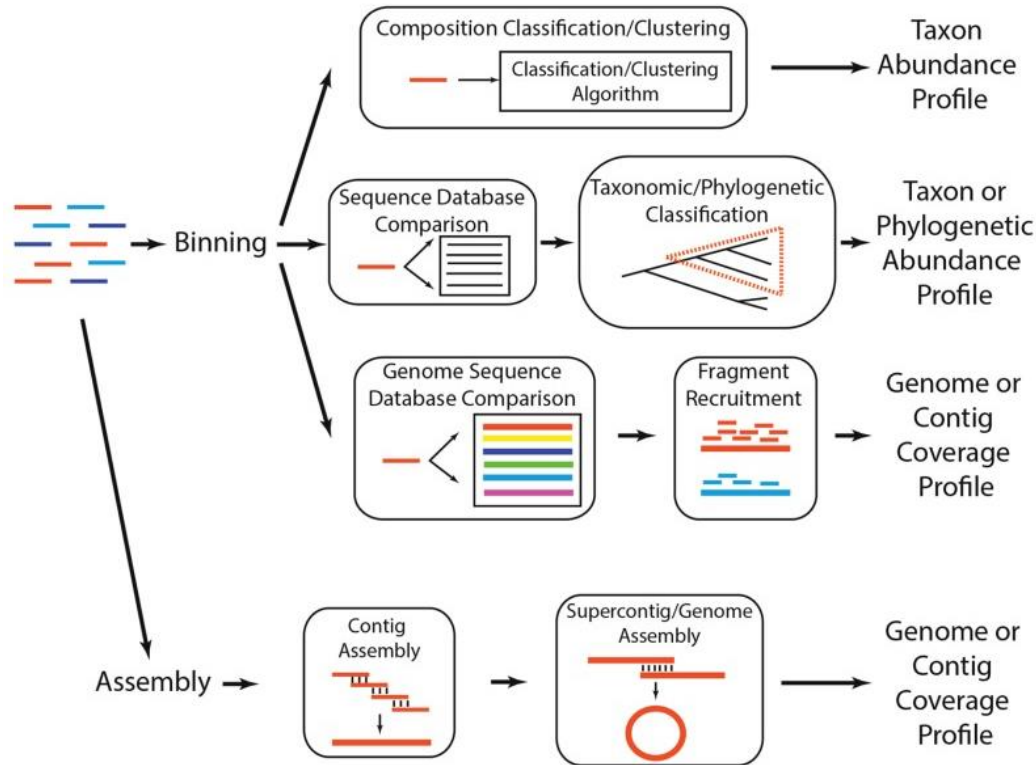 Composition Classification/Clustering
Classification/Clustering
Algorithm
Taxon
Abundance
Profile
Binning
Sequence Database
Comparison
Taxonomic/Phylogenetic
Classification
Taxon or
Phylogenetic
Abundance
Profile
Genome Sequence
Database Comparison
Fragment
Recruitment
Genome or
Contig
Coverage
Profile
Assembly
Contig
Assembly
Supercontig/Genome
Assembly
Genome or
Contig
Coverage
Profile